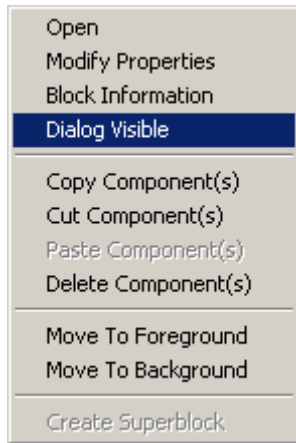 Open
Modify Properties
Block Information
Dialog Visible
Copy Component(s)
Cut Component(s)
Paste Component(s)
Delete Component(s)
Move To Foreground
Move To Background
Create Superblock